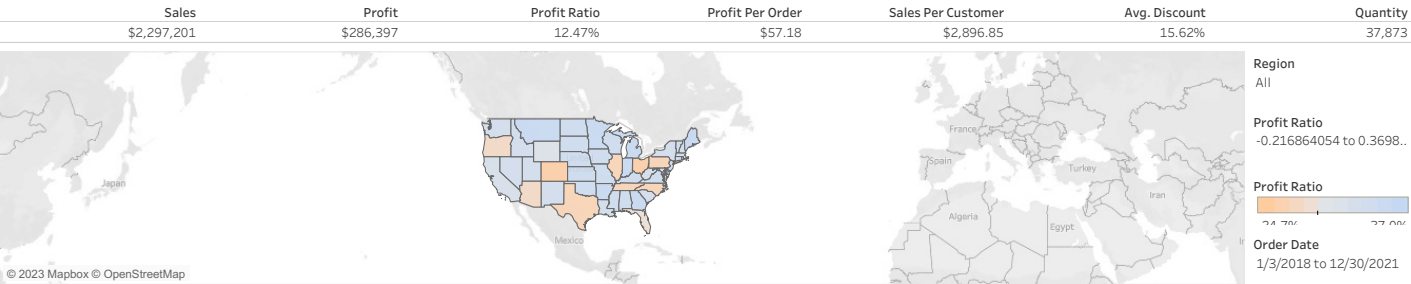 Sales Profit Profit Ratio Profit Per Order Sales Per Customer Avg. Discount Quantity
$2,297,201 $286,397 12.47% $57.18 $2,896.85 15.62% 37,873
Region
All
Profit Ratio
-0.216864054 to 0.3698..
Profit Ratio
Order Date
1/3/2018 to 12/30/2021
France
Spain
Turkey
Japan
Iran
Algeria
Egypt
Mexico
© 2023 Mapbox © OpenStreetMap